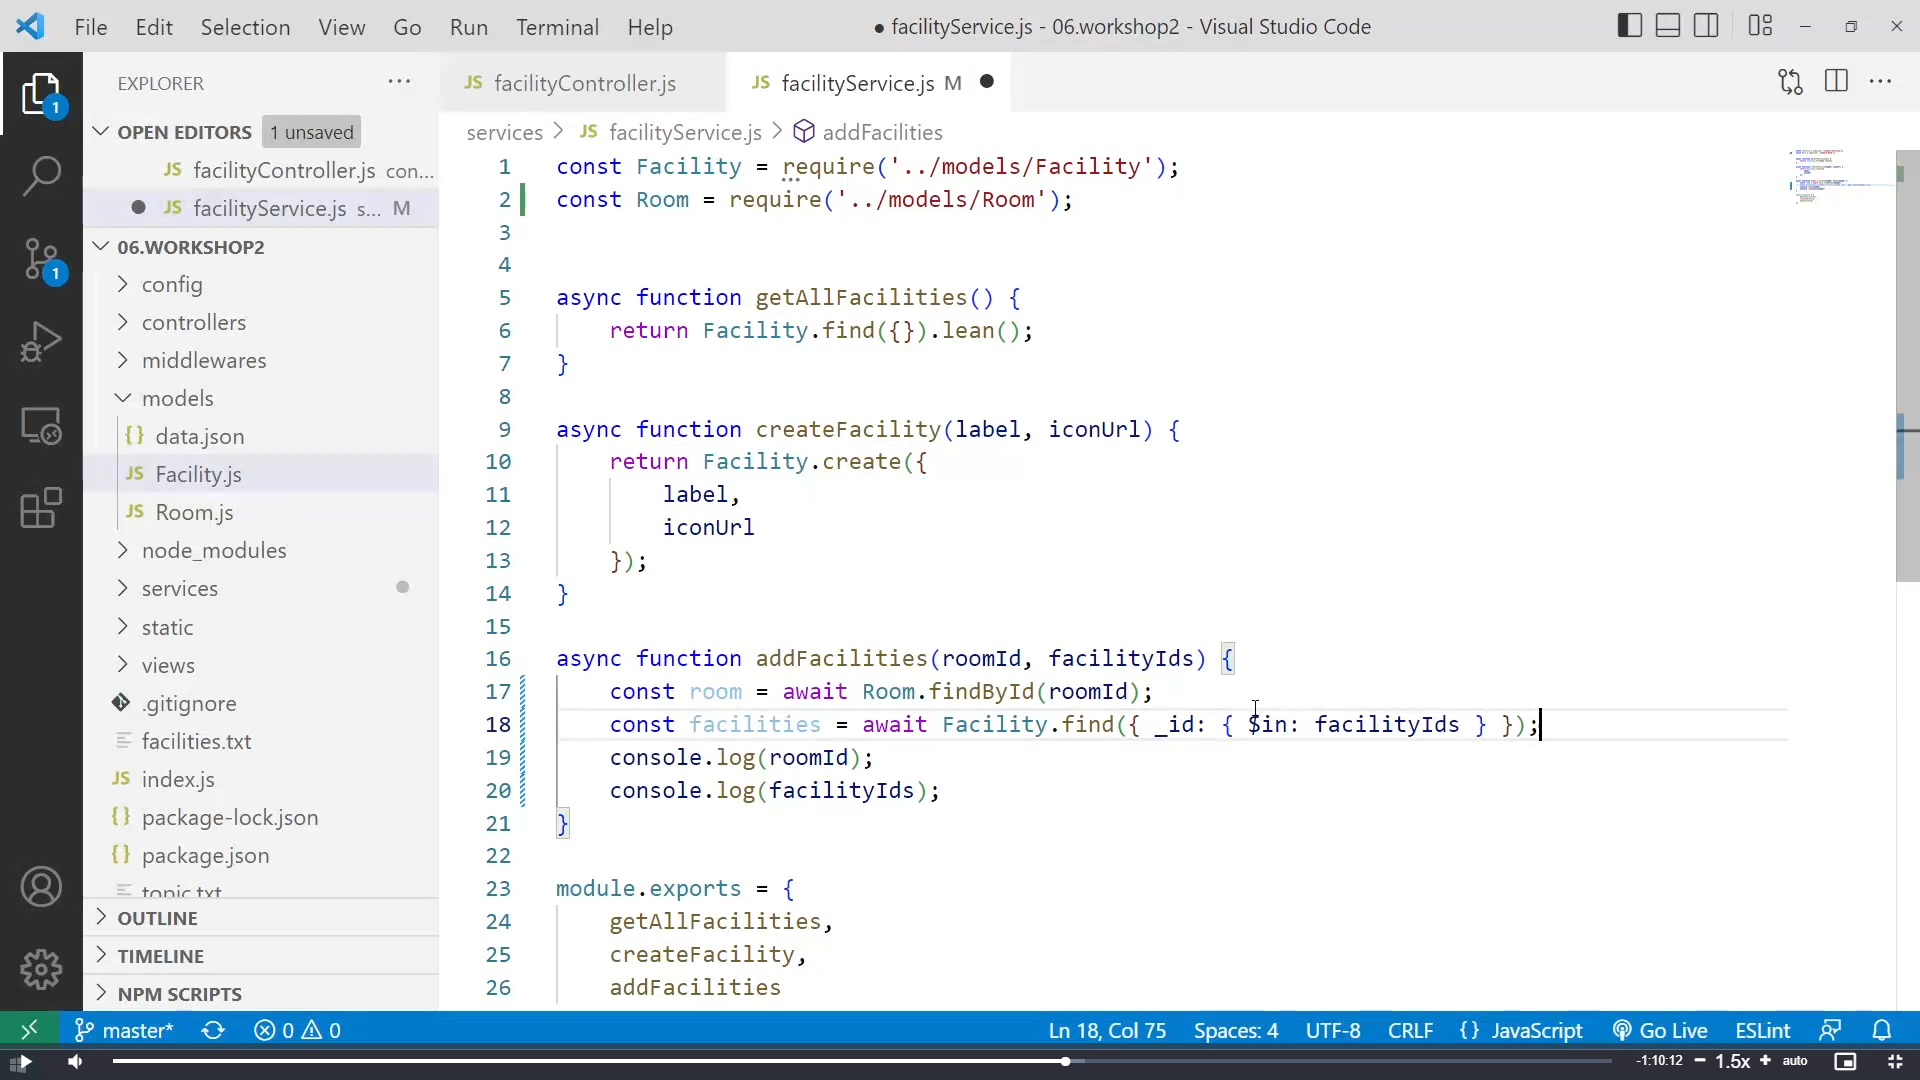 File Edit Selection View Go Run Terminal Help
● facilityService.js - 06.workshop2 - Visual Studio Code
EXPLORER ...
JS facilityController.js
JS facilityService.js M ●
OPEN EDITORS 1 unsaved
JS facilityController.js con...
● JS facilityService.js s... M
06.WORKSHOP2
config
controllers
middlewares
models
{} data.json
JS Facility.js
JS Room.js
node_modules
services
static
views
.gitignore
facilities.txt
JS index.js
{} package-lock.json
{} package.json
topic.txt
OUTLINE
TIMELINE
NPM SCRIPTS
1
1
services > JS facilityService.js > addFacilities
1 const Facility = require('../models/Facility');
2 const Room = require('../models/Room');
3
4
5 async function getAllFacilities() {
6     return Facility.find({}).lean();
7 }
8
9 async function createFacility(label, iconUrl) {
10     return Facility.create({
11         label,
12         iconUrl
13     });
14 }
15
16 async function addFacilities(roomId, facilityIds) {
17     const room = await Room.findById(roomId);
18     const facilities = await Facility.find({ _id: { $in: facilityIds } });
19     console.log(roomId);
20     console.log(facilityIds);
21 }
22
23 module.exports = {
24     getAllFacilities,
25     createFacility,
26     addFacilities
master* 0 0 Ln 18, Col 75 Spaces: 4 UTF-8 CRLF {} JavaScript Go Live ESLint
-1:10:12 − 1.5x + auto